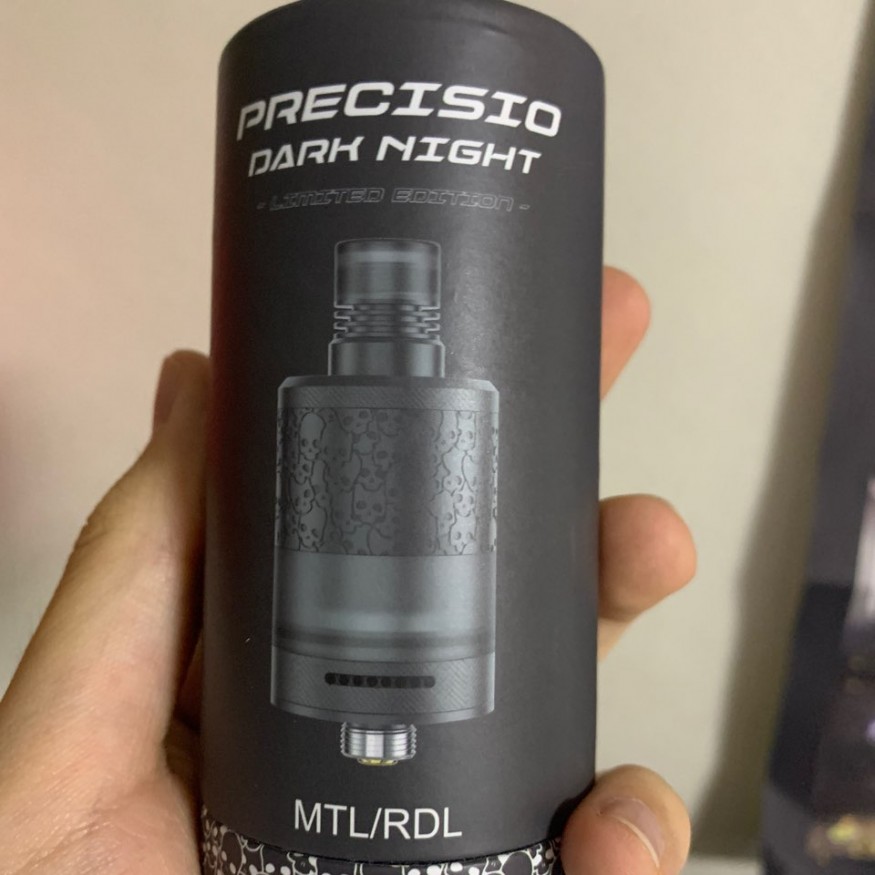 PRECISIO
DARK NIGHT
- LIMITED EDITION -
MTL/RDL